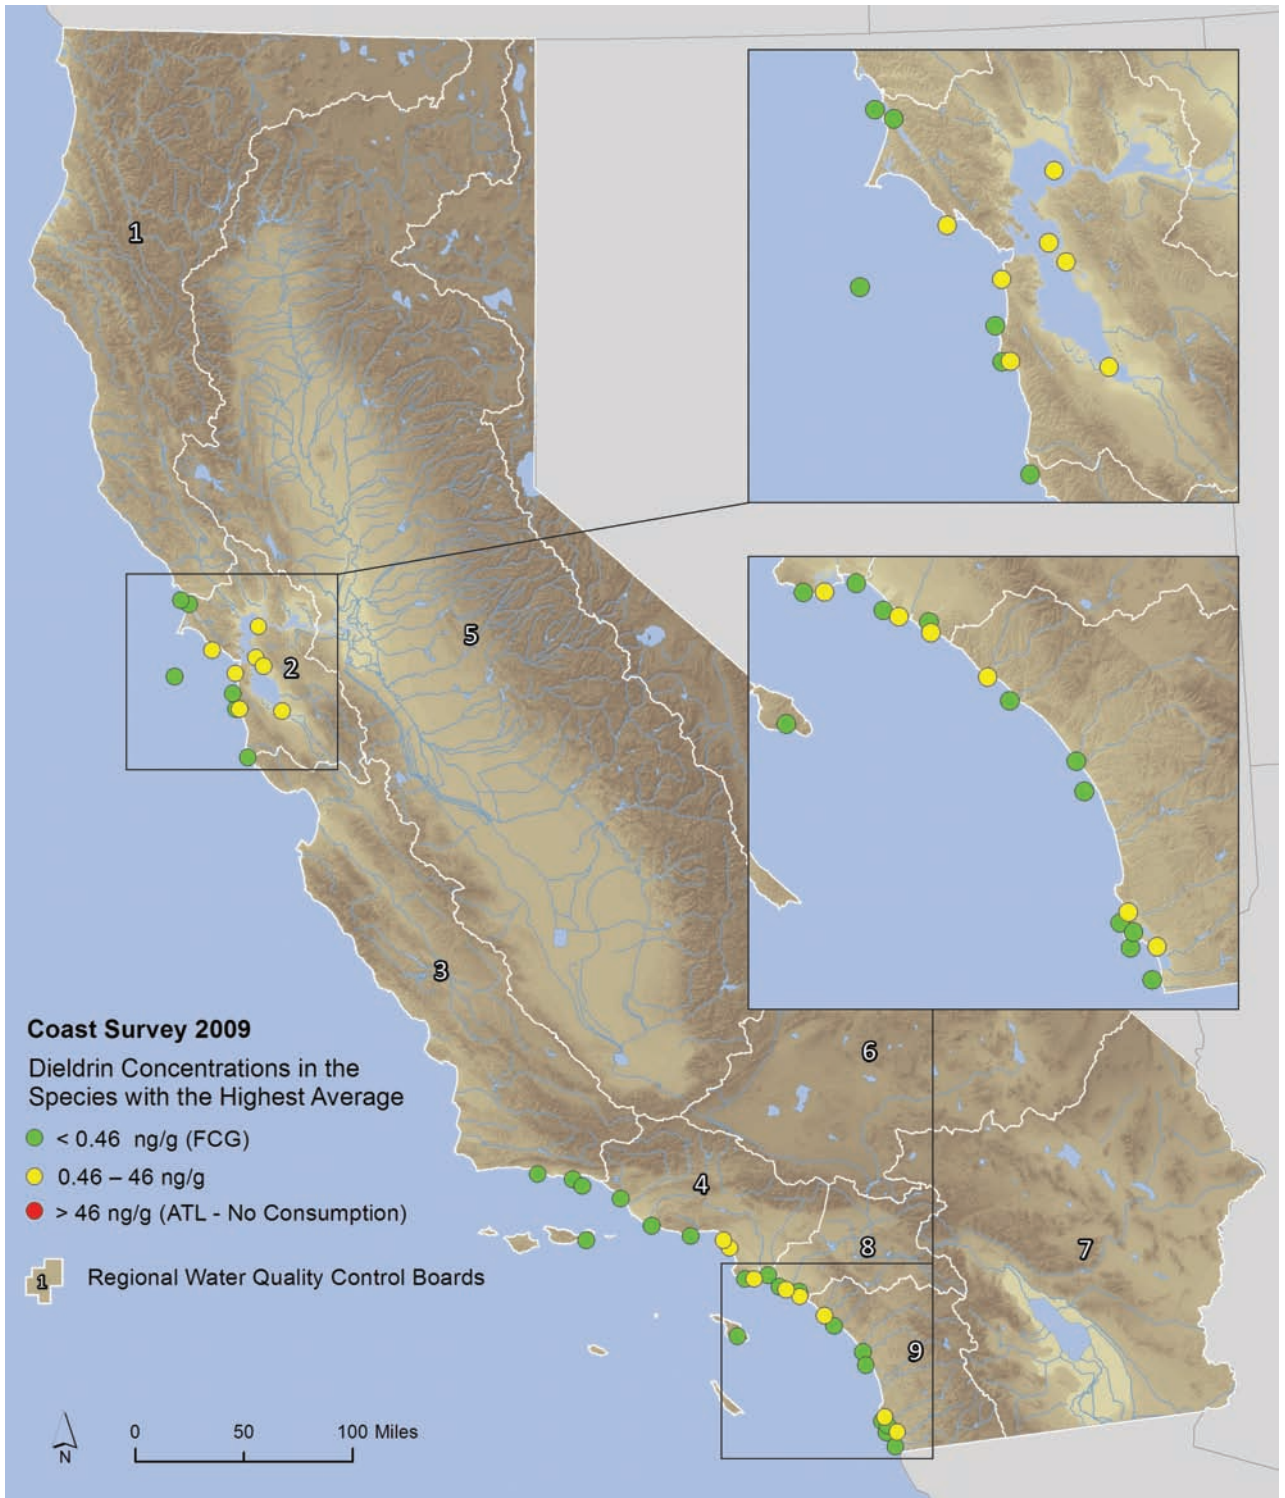 1
2
5
3
6
4
8
7
9
Coast Survey 2009
Dieldrin Concentrations in the
Species with the Highest Average
< 0.46 ng/g (FCG)
0.46 – 46 ng/g
> 46 ng/g (ATL - No Consumption)
1 Regional Water Quality Control Boards
N
0 50 100 Miles